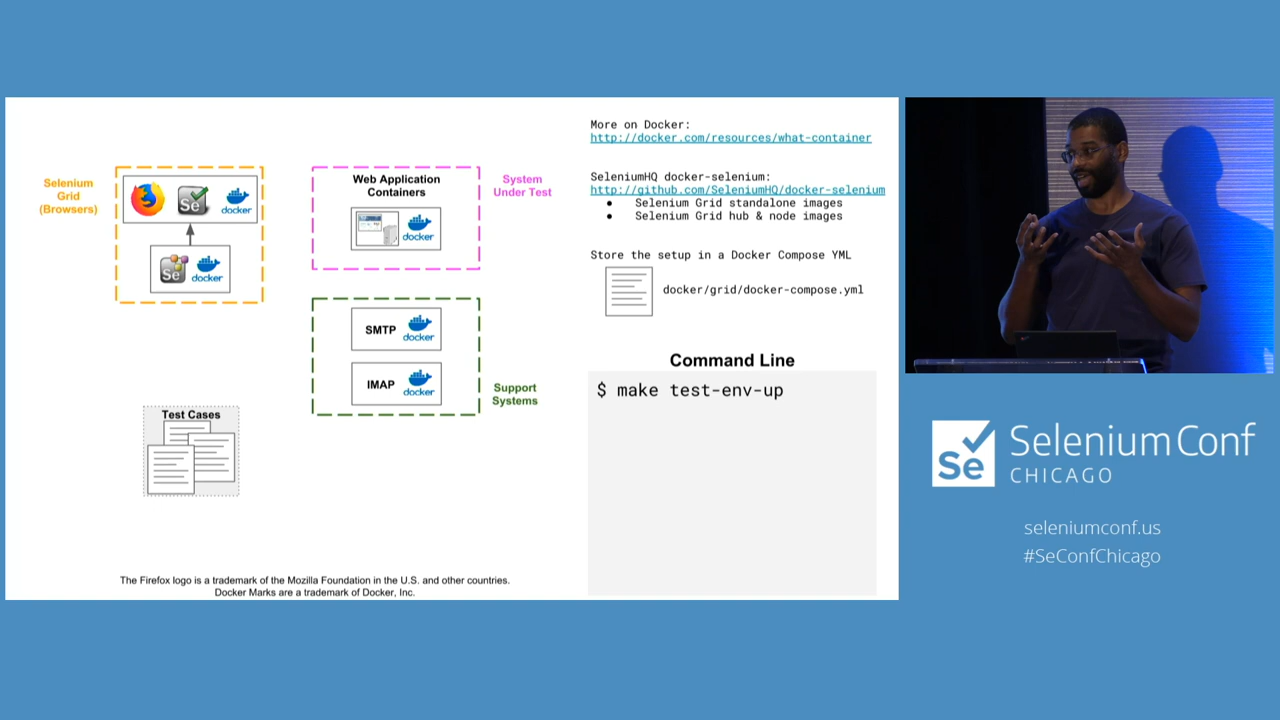 Selenium
Grid
(Browsers)
Se
docker
Se
docker
Web Application
Containers
docker
System
Under Test
SMTP
docker
IMAP
docker
Support
Systems
Test Cases
The Firefox logo is a trademark of the Mozilla Foundation in the U.S. and other countries.
Docker Marks are a trademark of Docker, Inc.
More on Docker:
http://docker.com/resources/what-container
SeleniumHQ docker-selenium:
http://github.com/SeleniumHQ/docker-selenium
● Selenium Grid standalone images
● Selenium Grid hub & node images
Store the setup in a Docker Compose YML
docker/grid/docker-compose.yml
Command Line
$ make test-env-up
Se
SeleniumConf
CHICAGO
seleniumconf.us
#SeConfChicago